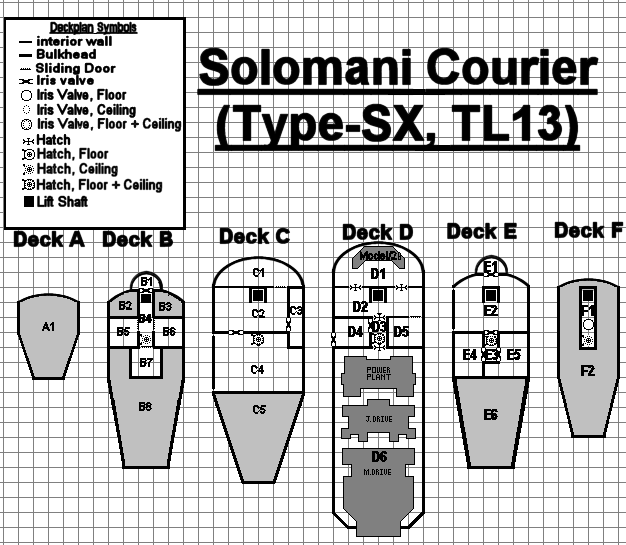 Deckplan Symbols
interior wall
Bulkhead
Sliding Door
Iris valve
Iris Valve, Floor
Iris Valve, Ceiling
Iris Valve, Floor + Ceiling
Hatch
Hatch, Floor
Hatch, Ceiling
Hatch, Floor + Ceiling
Lift Shaft
Solomani Courier
(Type-SX, TL13)
Deck A
A1
Deck B
B1
B2
B3
B4
B5
B6
B7
B8
Deck C
C1
C2
C3
C4
C5
Deck D
D1
D2
D3
D4
D5
POWER
PLANT
J.DRIVE
D6
M.DRIVE
Deck E
E1
E2
E4
E3
E5
E6
Deck F
F1
F2